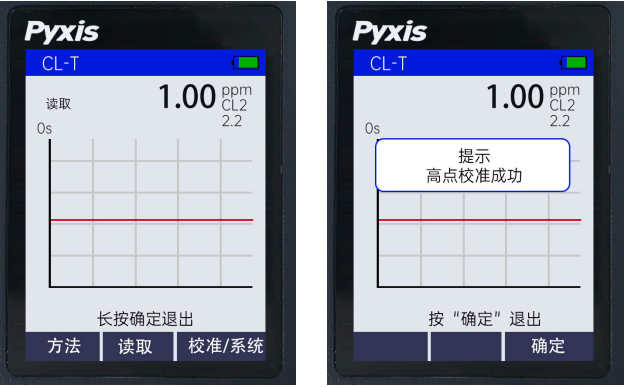 Pyxis
CL-T
读取
1.00 ppm
CL2
2.2
0s
长按确定退出
方法 读取 校准/系统
Pyxis
CL-T
1.00 ppm
CL2
2.2
0s
提示
高点校准成功
按“确定”退出
确定